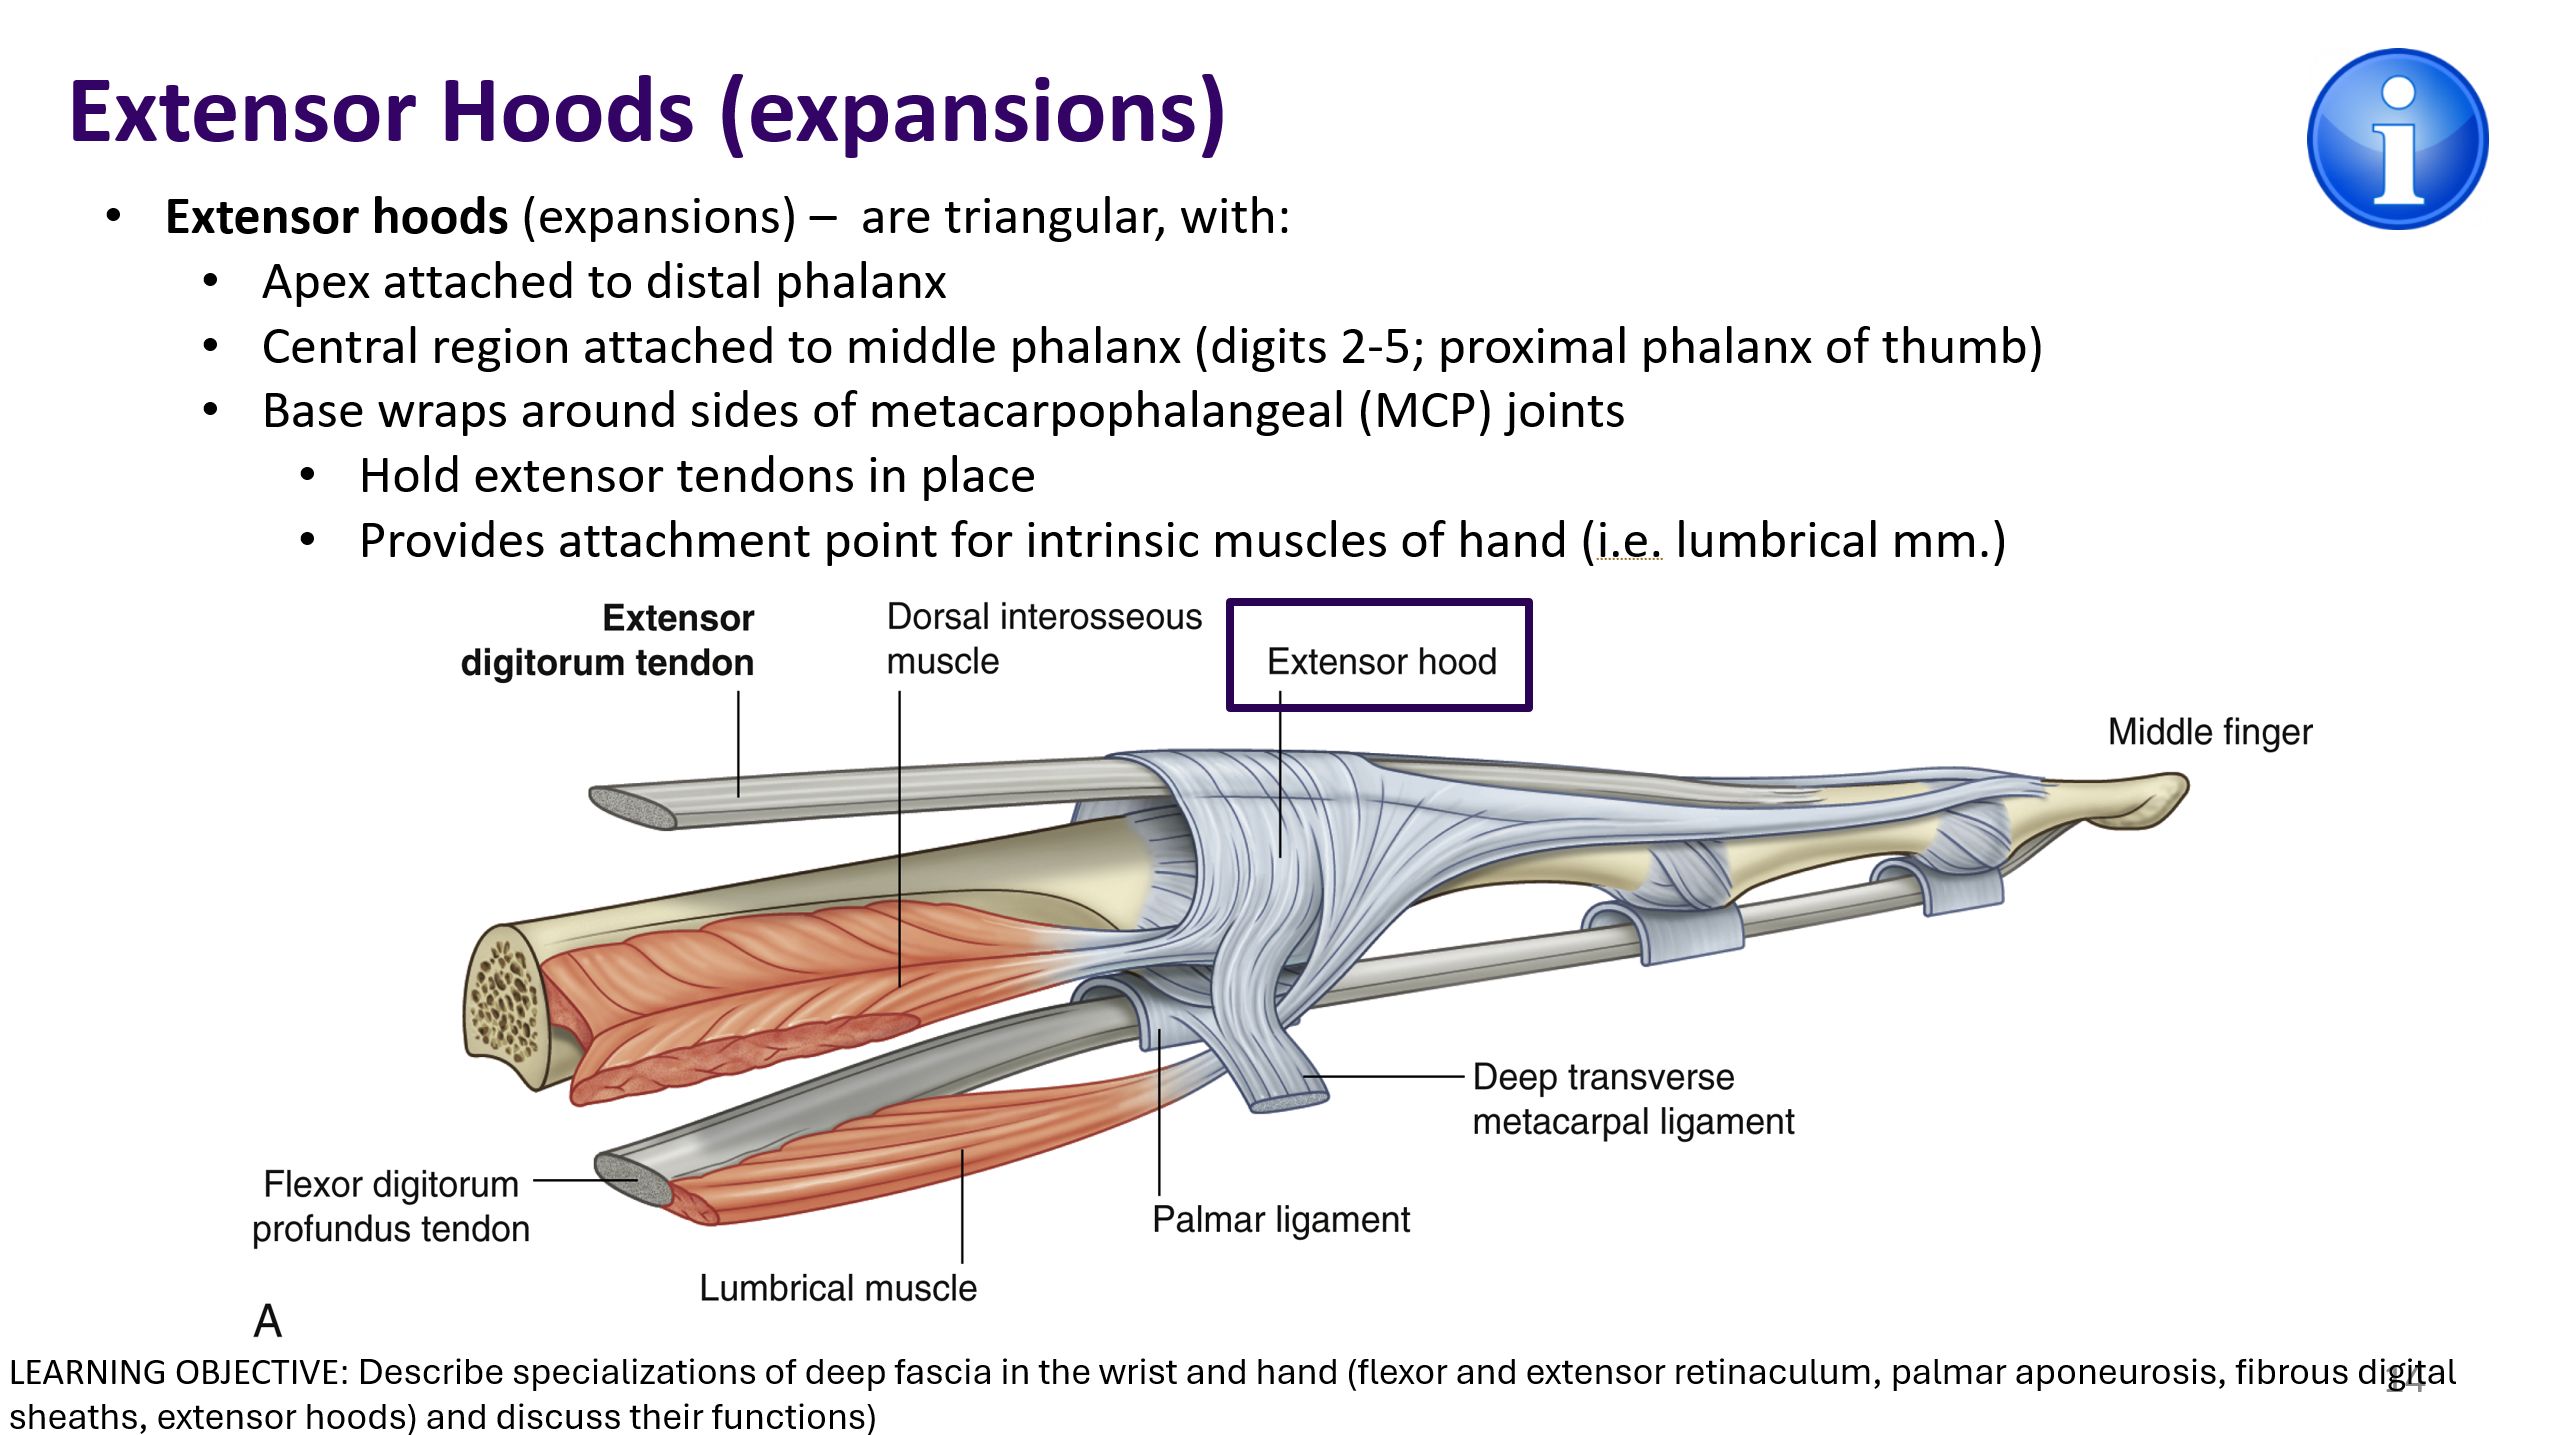 Extensor Hoods (expansions)
• Extensor hoods (expansions) – are triangular, with:
• Apex attached to distal phalanx
• Central region attached to middle phalanx (digits 2-5; proximal phalanx of thumb)
• Base wraps around sides of metacarpophalangeal (MCP) joints
• Hold extensor tendons in place
• Provides attachment point for intrinsic muscles of hand (i.e. lumbrical mm.)
Extensor
digitorum tendon
Dorsal interosseous
muscle
Extensor hood
Middle finger
Deep transverse
metacarpal ligament
Flexor digitorum
profundus tendon
Palmar ligament
Lumbrical muscle
A
LEARNING OBJECTIVE: Describe specializations of deep fascia in the wrist and hand (flexor and extensor retinaculum, palmar aponeurosis, fibrous digital
sheaths, extensor hoods) and discuss their functions)
14